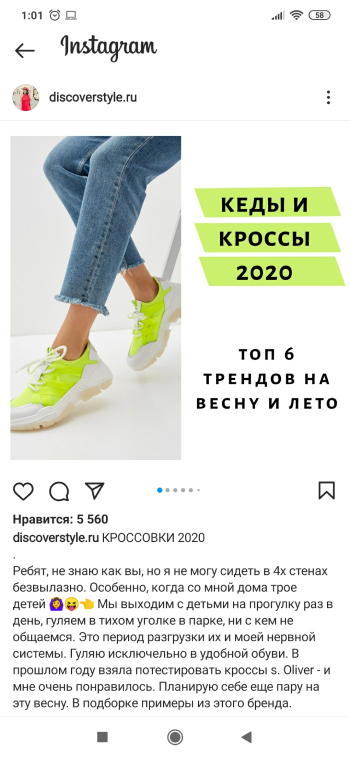 1:01
58
Instagram
discoverstyle.ru
КЕДЫ И
КРОССЫ
2020
ТОП 6
ТРЕНДОВ НА
ВЕСНУ И ЛЕТО
Нравится: 5 560
discoverstyle.ru КРОССОВКИ 2020
.
Ребят, не знаю как вы, но я не могу сидеть в 4х стенах
безвылазно. Особенно, когда со мной дома трое
детей 🙆‍♀️😝👈 Мы выходим с детьми на прогулку раз в
день, гуляем в тихом уголке в парке, ни с кем не
общаемся. Это период разгрузки их и моей нервной
системы. Гуляю исключительно в удобной обуви. В
прошлом году взяла потестировать кроссы s. Oliver - и
мне очень понравилось. Планирую себе еще пару на
эту весну. В подборке примеры из этого бренда.